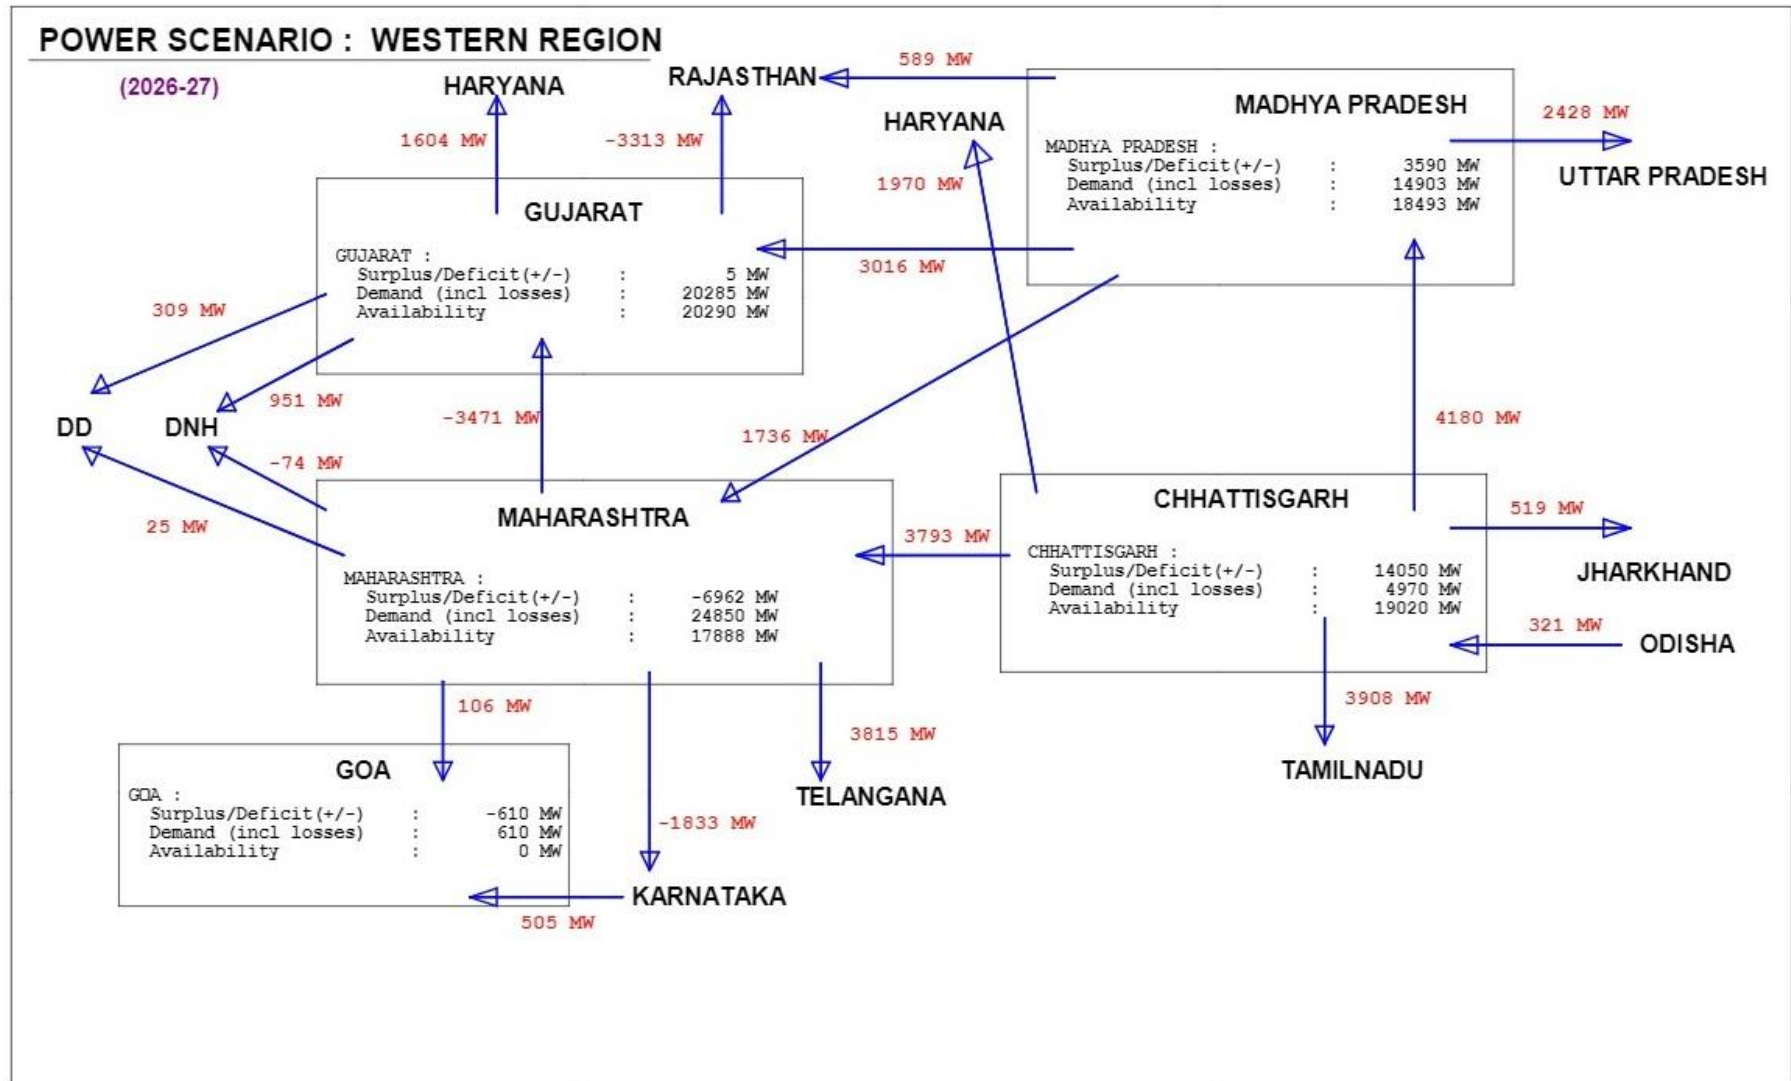 POWER SCENARIO : WESTERN REGION
(2026-27)
HARYANA
RAJASTHAN
589 MW
1604 MW
-3313 MW
HARYANA
1970 MW
MADHYA PRADESH
MADHYA PRADESH :
Surplus/Deficit(+/-) : 3590 MW
Demand (incl losses) : 14903 MW
Availability : 18493 MW
2428 MW
UTTAR PRADESH
GUJARAT
GUJARAT :
Surplus/Deficit(+/-) : 5 MW
Demand (incl losses) : 20285 MW
Availability : 20290 MW
3016 MW
309 MW
951 MW
DD
DNH
-3471 MW
1736 MW
4180 MW
-74 MW
25 MW
MAHARASHTRA
MAHARASHTRA :
Surplus/Deficit(+/-) : -6962 MW
Demand (incl losses) : 24850 MW
Availability : 17888 MW
3793 MW
CHHATTISGARH
CHHATTISGARH :
Surplus/Deficit(+/-) : 14050 MW
Demand (incl losses) : 4970 MW
Availability : 19020 MW
519 MW
JHARKHAND
321 MW
ODISHA
3908 MW
TAMILNADU
106 MW
3815 MW
TELANGANA
GOA
GOA :
Surplus/Deficit(+/-) : -610 MW
Demand (incl losses) : 610 MW
Availability : 0 MW
-1833 MW
KARNATAKA
505 MW